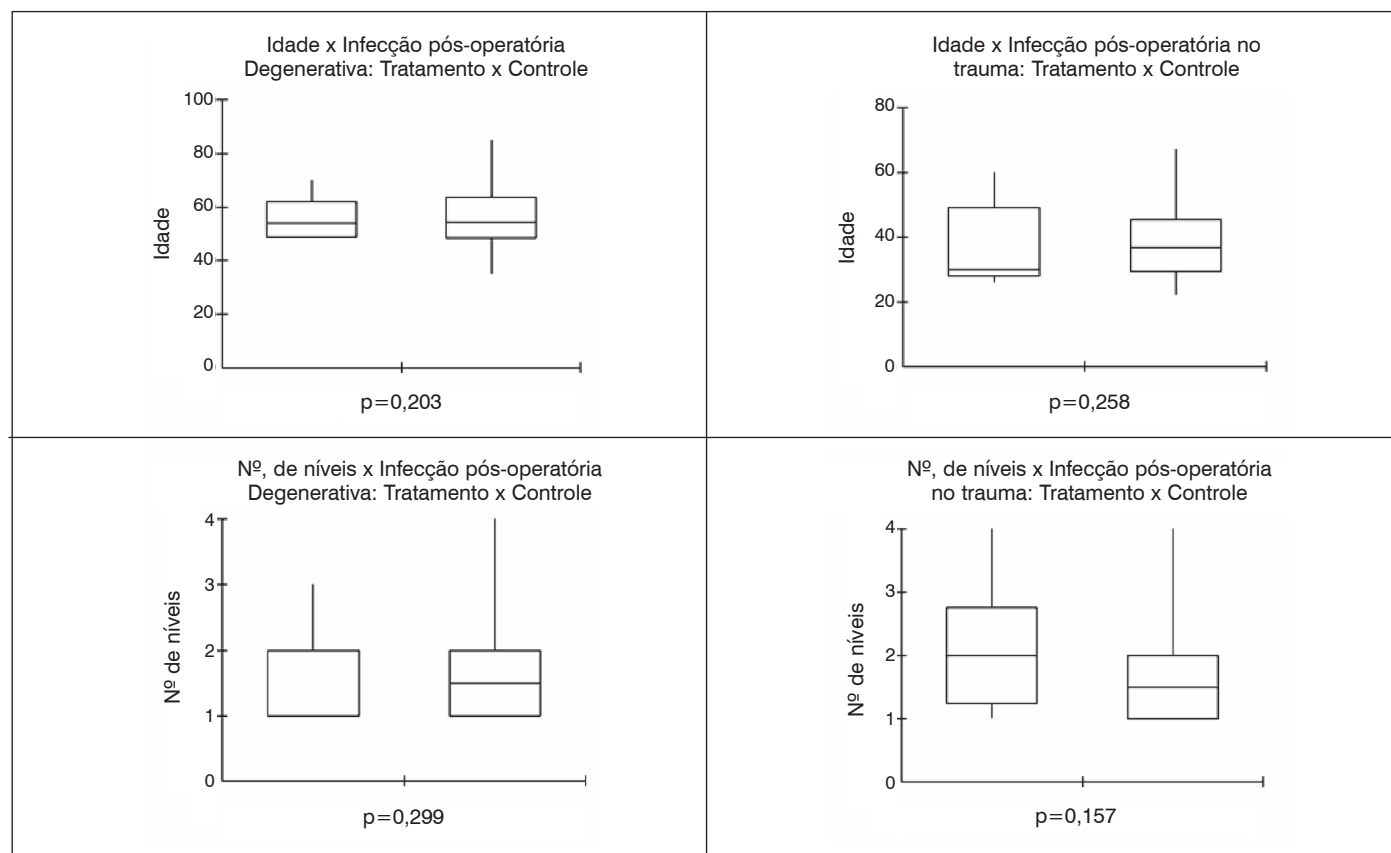 Idade x Infecção pós-operatória
Degenerativa: Tratamento x Controle
100
80
60
40
20
0
Idade
p=0,203
Idade x Infecção pós-operatória no
trauma: Tratamento x Controle
80
60
40
20
0
Idade
p=0,258
Nº, de níveis x Infecção pós-operatória
Degenerativa: Tratamento x Controle
4
3
2
1
0
Nº de níveis
p=0,299
Nº, de níveis x Infecção pós-operatória
no trauma: Tratamento x Controle
4
3
2
1
0
Nº de níveis
p=0,157